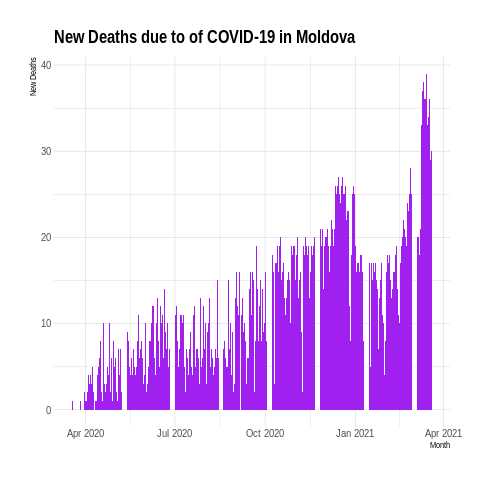 New Deaths due to of COVID-19 in Moldova
New Deaths
40
30
20
10
0
Apr 2020
Jul 2020
Oct 2020
Jan 2021
Apr 2021
Month